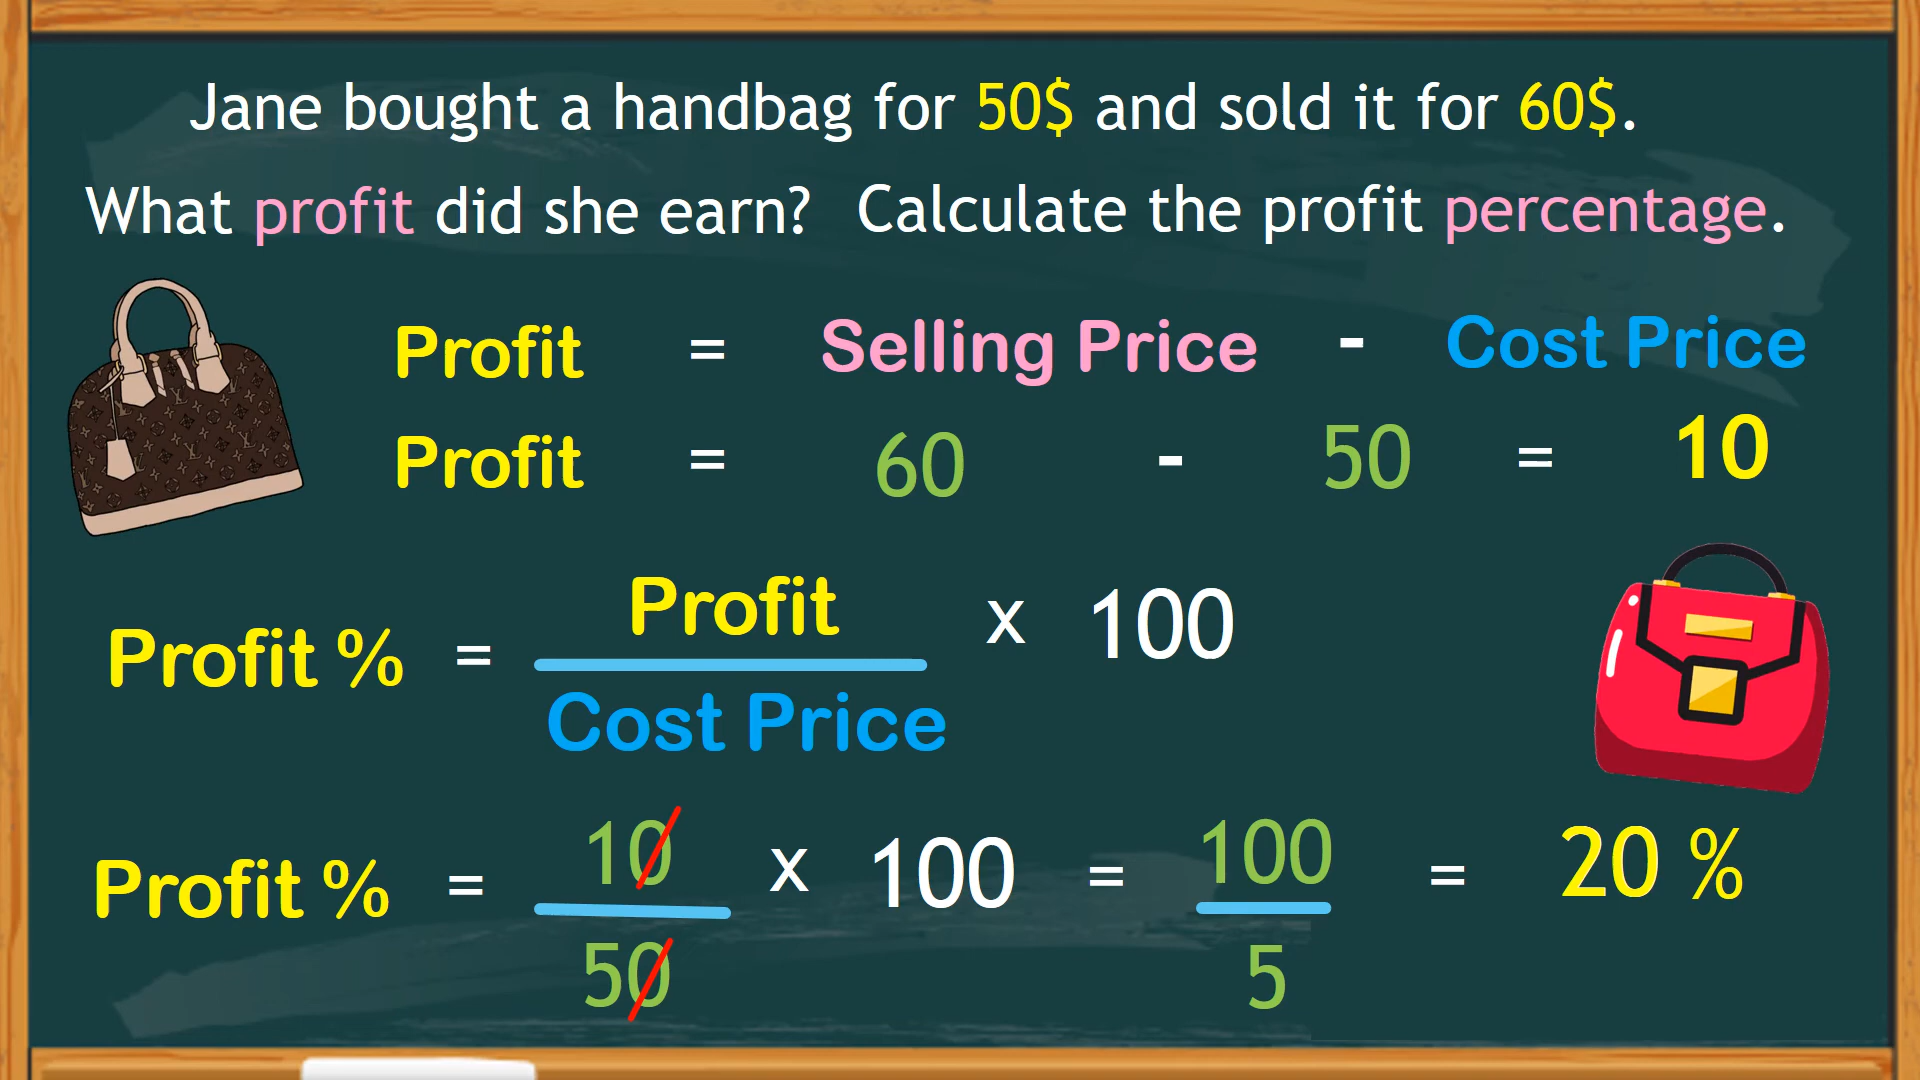 Jane bought a handbag for 50$ and sold it for 60$.
What profit did she earn? Calculate the profit percentage.
Profit = Selling Price - Cost Price
Profit = 60 - 50 = 10
Profit % = Profit x 100
Cost Price
Profit % = 10 x 100 = 100 = 20 %
50 5